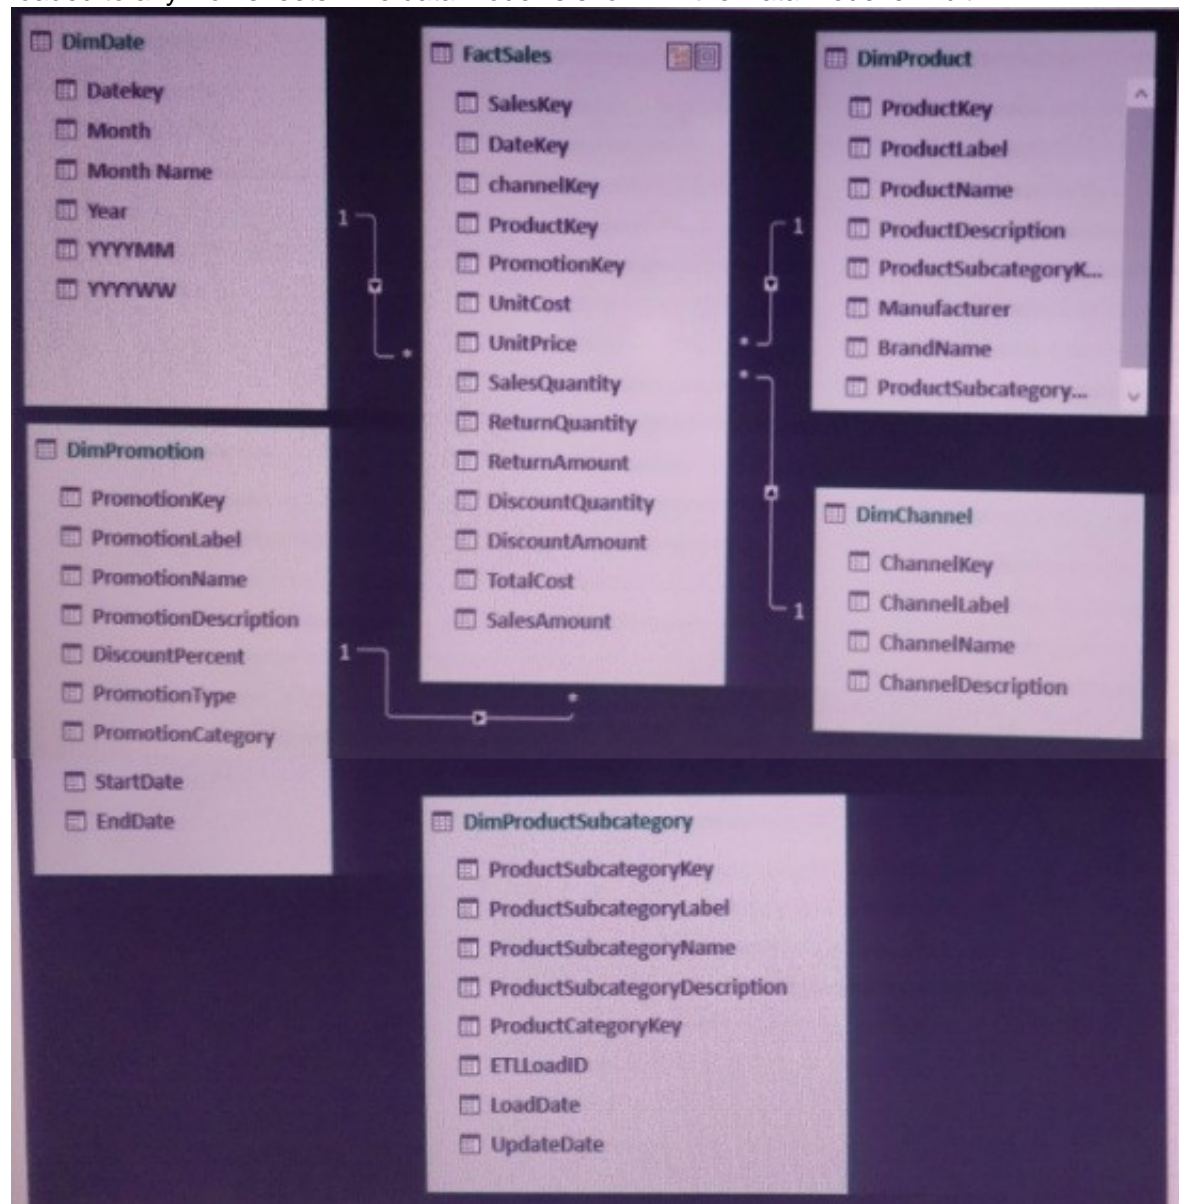 DimDate
Datekey
Month
Month Name
Year
YYYYMM
YYYYWW
1
*
FactSales
SalesKey
DateKey
channelKey
ProductKey
PromotionKey
UnitCost
UnitPrice
SalesQuantity
ReturnQuantity
ReturnAmount
DiscountQuantity
DiscountAmount
TotalCost
SalesAmount
1
*
*
1
DimProduct
ProductKey
ProductLabel
ProductName
ProductDescription
ProductSubcategoryK...
Manufacturer
BrandName
ProductSubcategory...
DimPromotion
PromotionKey
PromotionLabel
PromotionName
PromotionDescription
DiscountPercent
PromotionType
PromotionCategory
StartDate
EndDate
1
*
DimChannel
ChannelKey
ChannelLabel
ChannelName
ChannelDescription
DimProductSubcategory
ProductSubcategoryKey
ProductSubcategoryLabel
ProductSubcategoryName
ProductSubcategoryDescription
ProductCategoryKey
ETLLoadID
LoadDate
UpdateDate